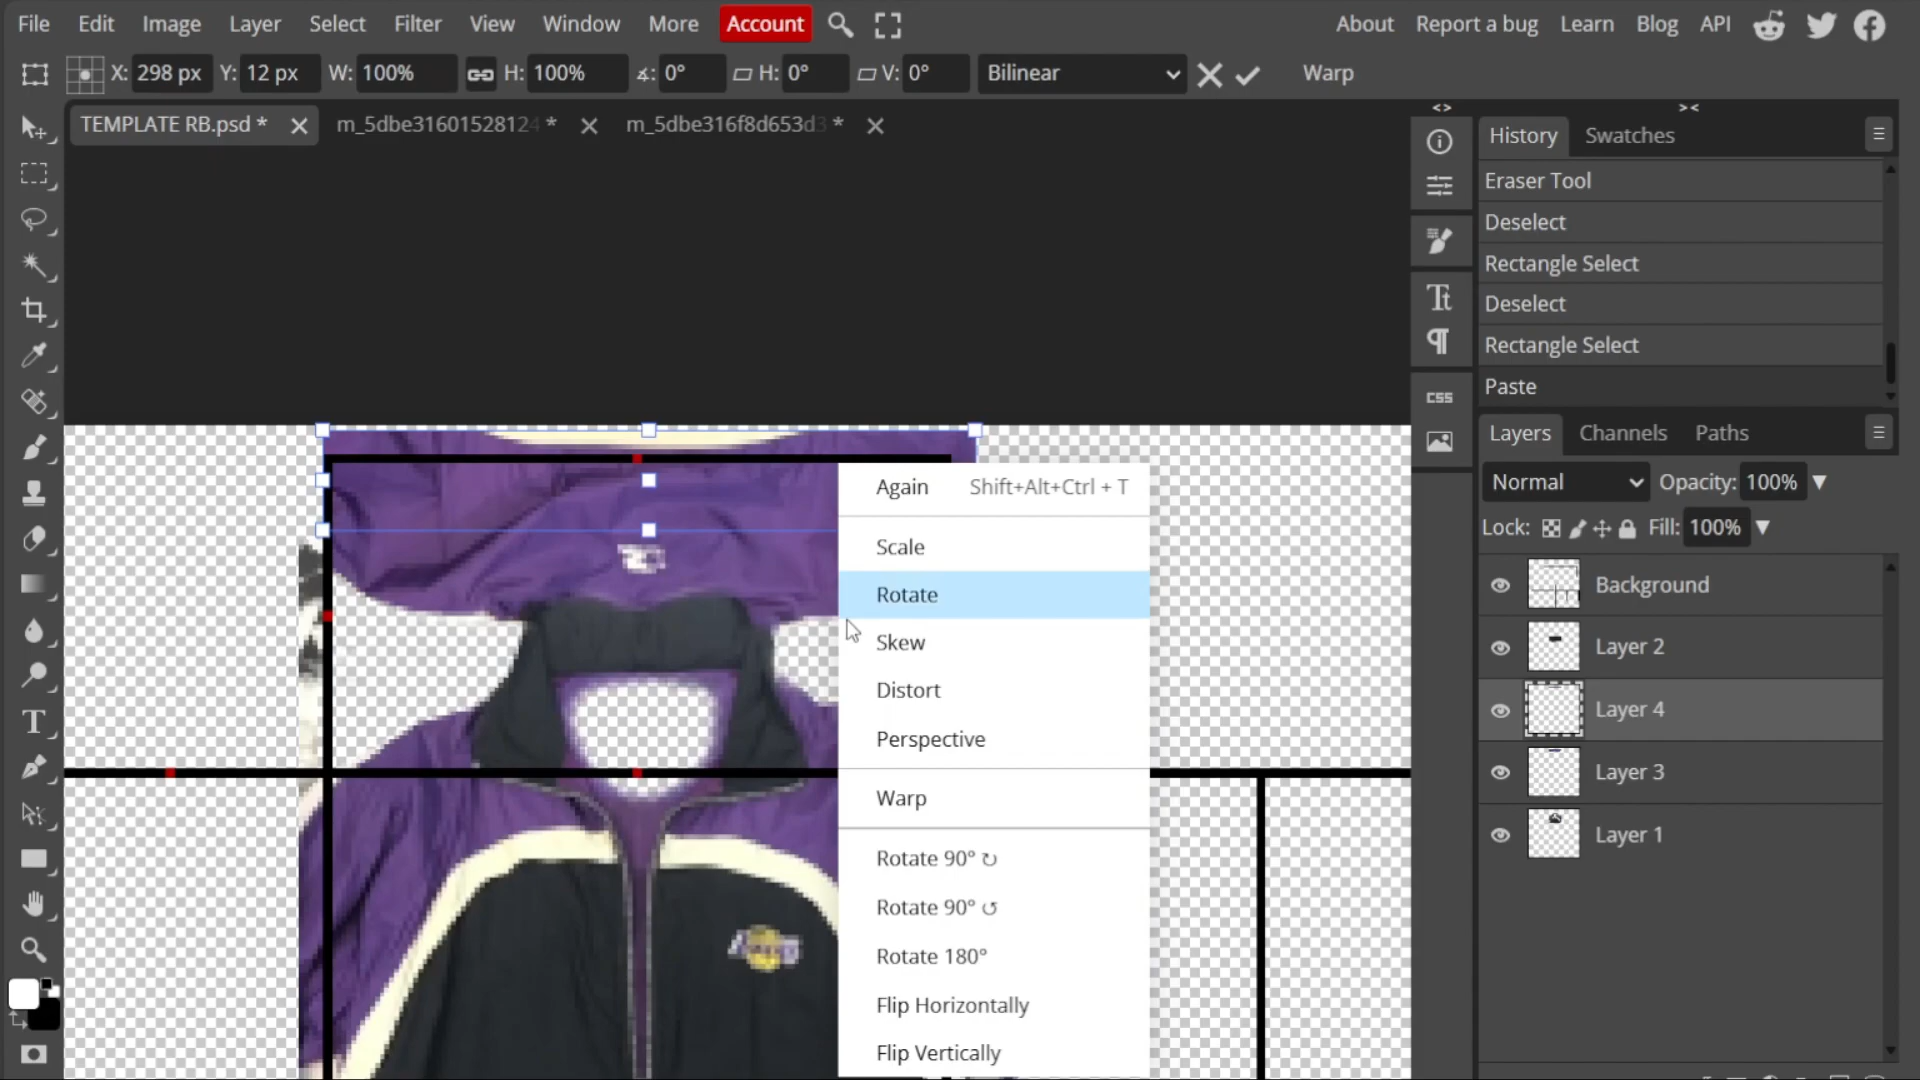 File Edit Image Layer Select Filter View Window More Account About Report a bug Learn Blog API
X: 298 px Y: 12 px W: 100% H: 100% ∡: 0° H: 0° V: 0° Bilinear Warp
TEMPLATE RB.psd * m_5dbe31601528124 * m_5dbe316f8d653d3 *
<> ><
History Swatches
Eraser Tool
Deselect
Rectangle Select
Deselect
Rectangle Select
Paste
CSS
Layers Channels Paths
Normal Opacity: 100%
Lock: Fill: 100%
Background
Layer 2
Layer 4
Layer 3
Layer 1
Again Shift+Alt+Ctrl + T
Scale
Rotate
Skew
Distort
Perspective
Warp
Rotate 90° ↻
Rotate 90° ↺
Rotate 180°
Flip Horizontally
Flip Vertically